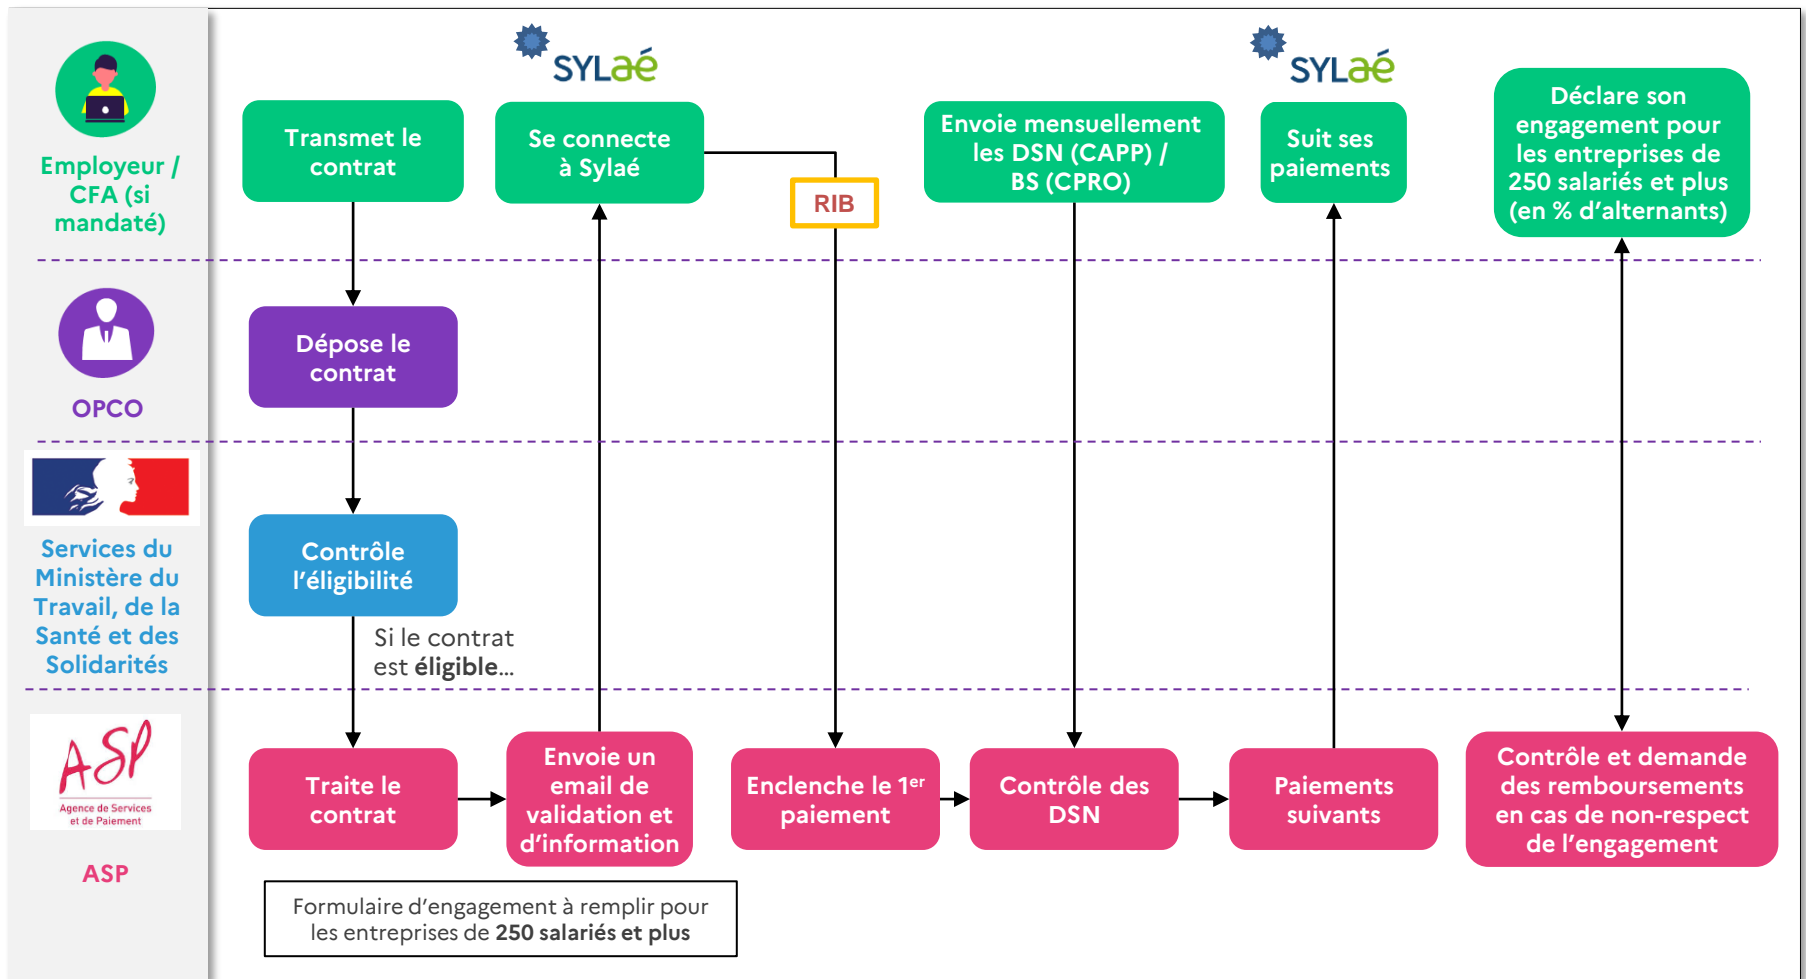 SYLaé
SYLaé
Employeur /
CFA (si
mandaté)
Transmet le
contrat
Se connecte
à Sylaé
RIB
Envoie mensuellement
les DSN (CAPP) /
BS (CPRO)
Suit ses
paiements
Déclare son
engagement pour
les entreprises de
250 salariés et plus
(en % d’alternants)
OPCO
Dépose le
contrat
Services du
Ministère du
Travail, de la
Santé et des
Solidarités
Contrôle
l’éligibilité
Si le contrat
est éligible...
ASP
Agence de Services
et de Paiement
ASP
Traite le
contrat
Envoie un
email de
validation et
d’information
Enclenche le 1er
paiement
Contrôle des
DSN
Paiements
suivants
Contrôle et demande
des remboursements
en cas de non-respect
de l’engagement
Formulaire d’engagement à remplir pour
les entreprises de 250 salariés et plus